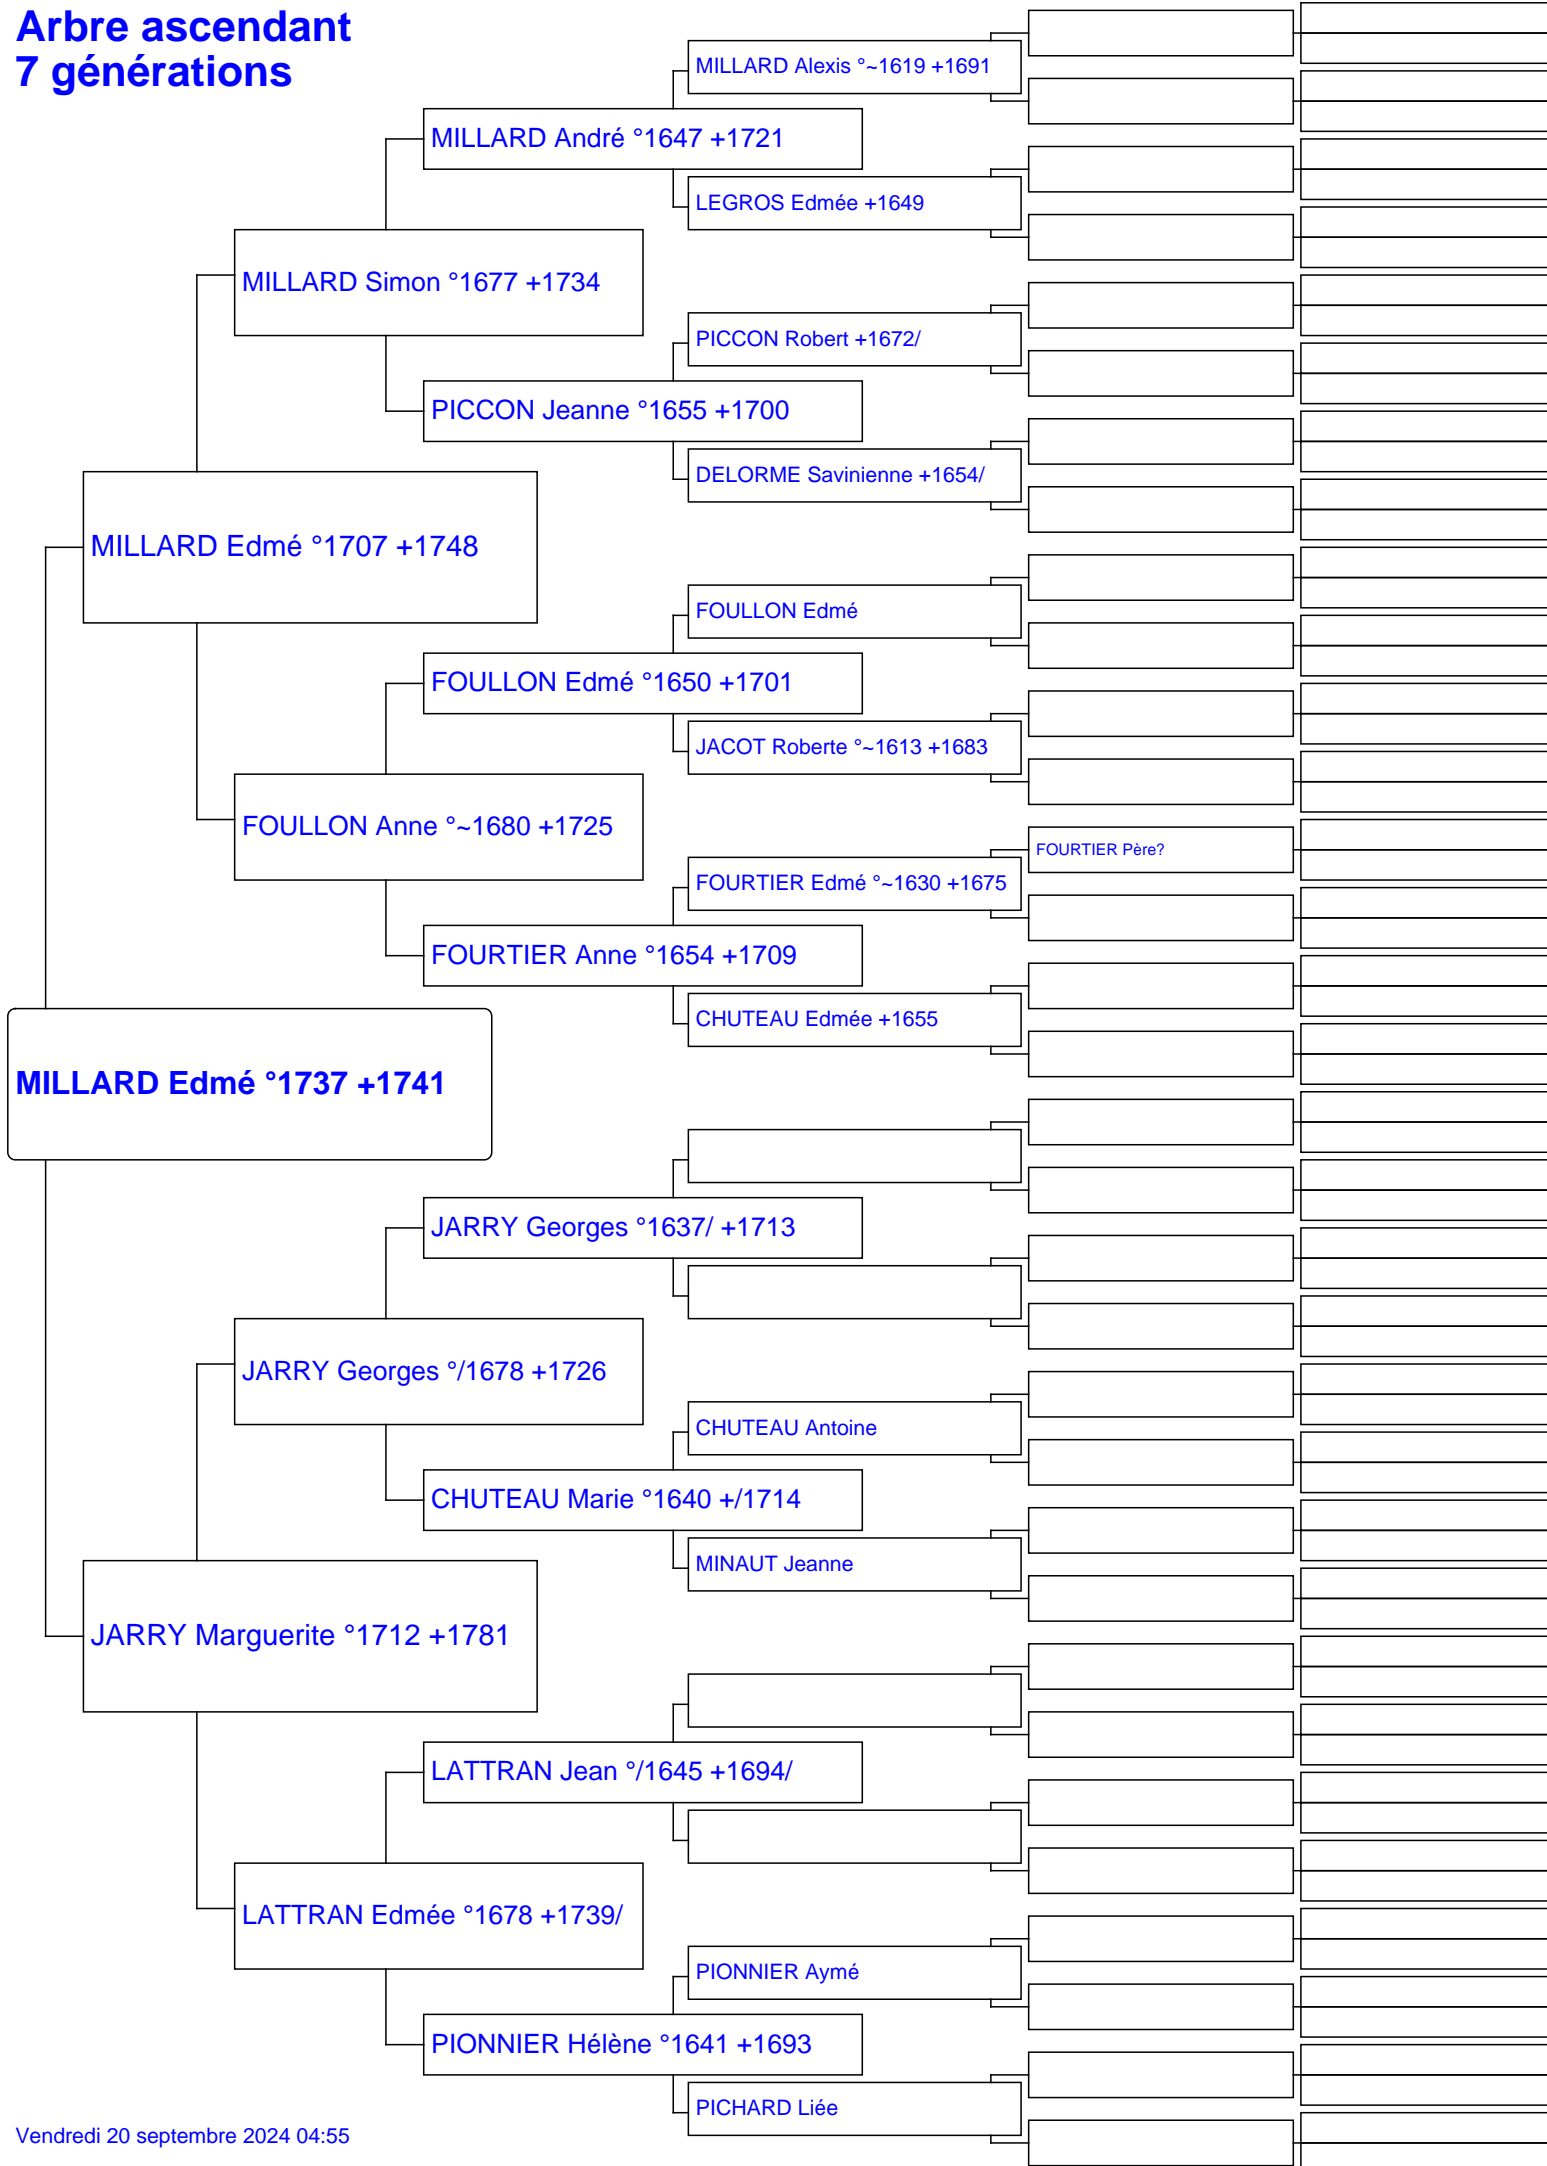 Arbre ascendant
7 générations
MILLARD Alexis °~1619 +1691
MILLARD André °1647 +1721
LEGROS Edmée +1649
MILLARD Simon °1677 +1734
PICCON Robert +1672/
PICCON Jeanne °1655 +1700
DELORME Savinienne +1654/
MILLARD Edmé °1707 +1748
FOULLON Edmé
FOULLON Edmé °1650 +1701
JACOT Roberte °~1613 +1683
FOULLON Anne °~1680 +1725
FOURTIER Père?
FOURTIER Edmé °~1630 +1675
FOURTIER Anne °1654 +1709
CHUTEAU Edmée +1655
MILLARD Edmé °1737 +1741
JARRY Georges °1637/ +1713
JARRY Georges °/1678 +1726
CHUTEAU Antoine
CHUTEAU Marie °1640 +/1714
MINAUT Jeanne
JARRY Marguerite °1712 +1781
LATTRAN Jean °/1645 +1694/
LATTRAN Edmée °1678 +1739/
PIONNIER Aymé
PIONNIER Hélène °1641 +1693
PICHARD Liée
Vendredi 20 septembre 2024 04:55